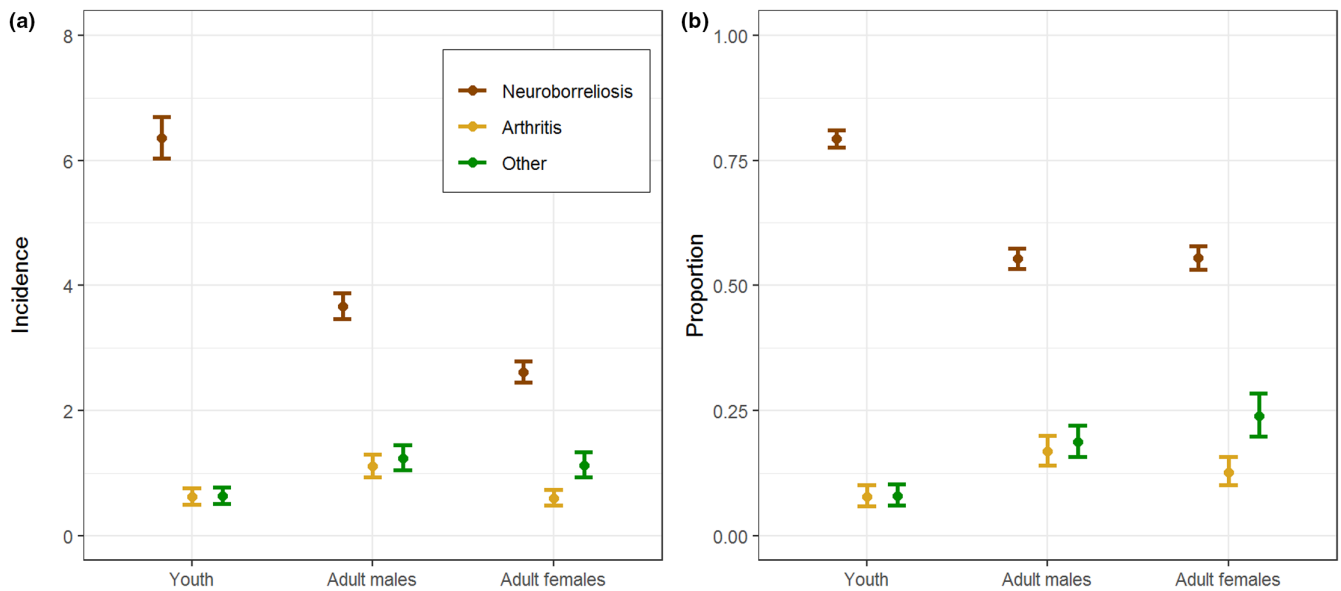 (a)
Incidence
8
6
4
2
0
Neuroborreliosis
Arthritis
Other
Youth
Adult males
Adult females
(b)
Proportion
1.00
0.75
0.50
0.25
0.00
Youth
Adult males
Adult females